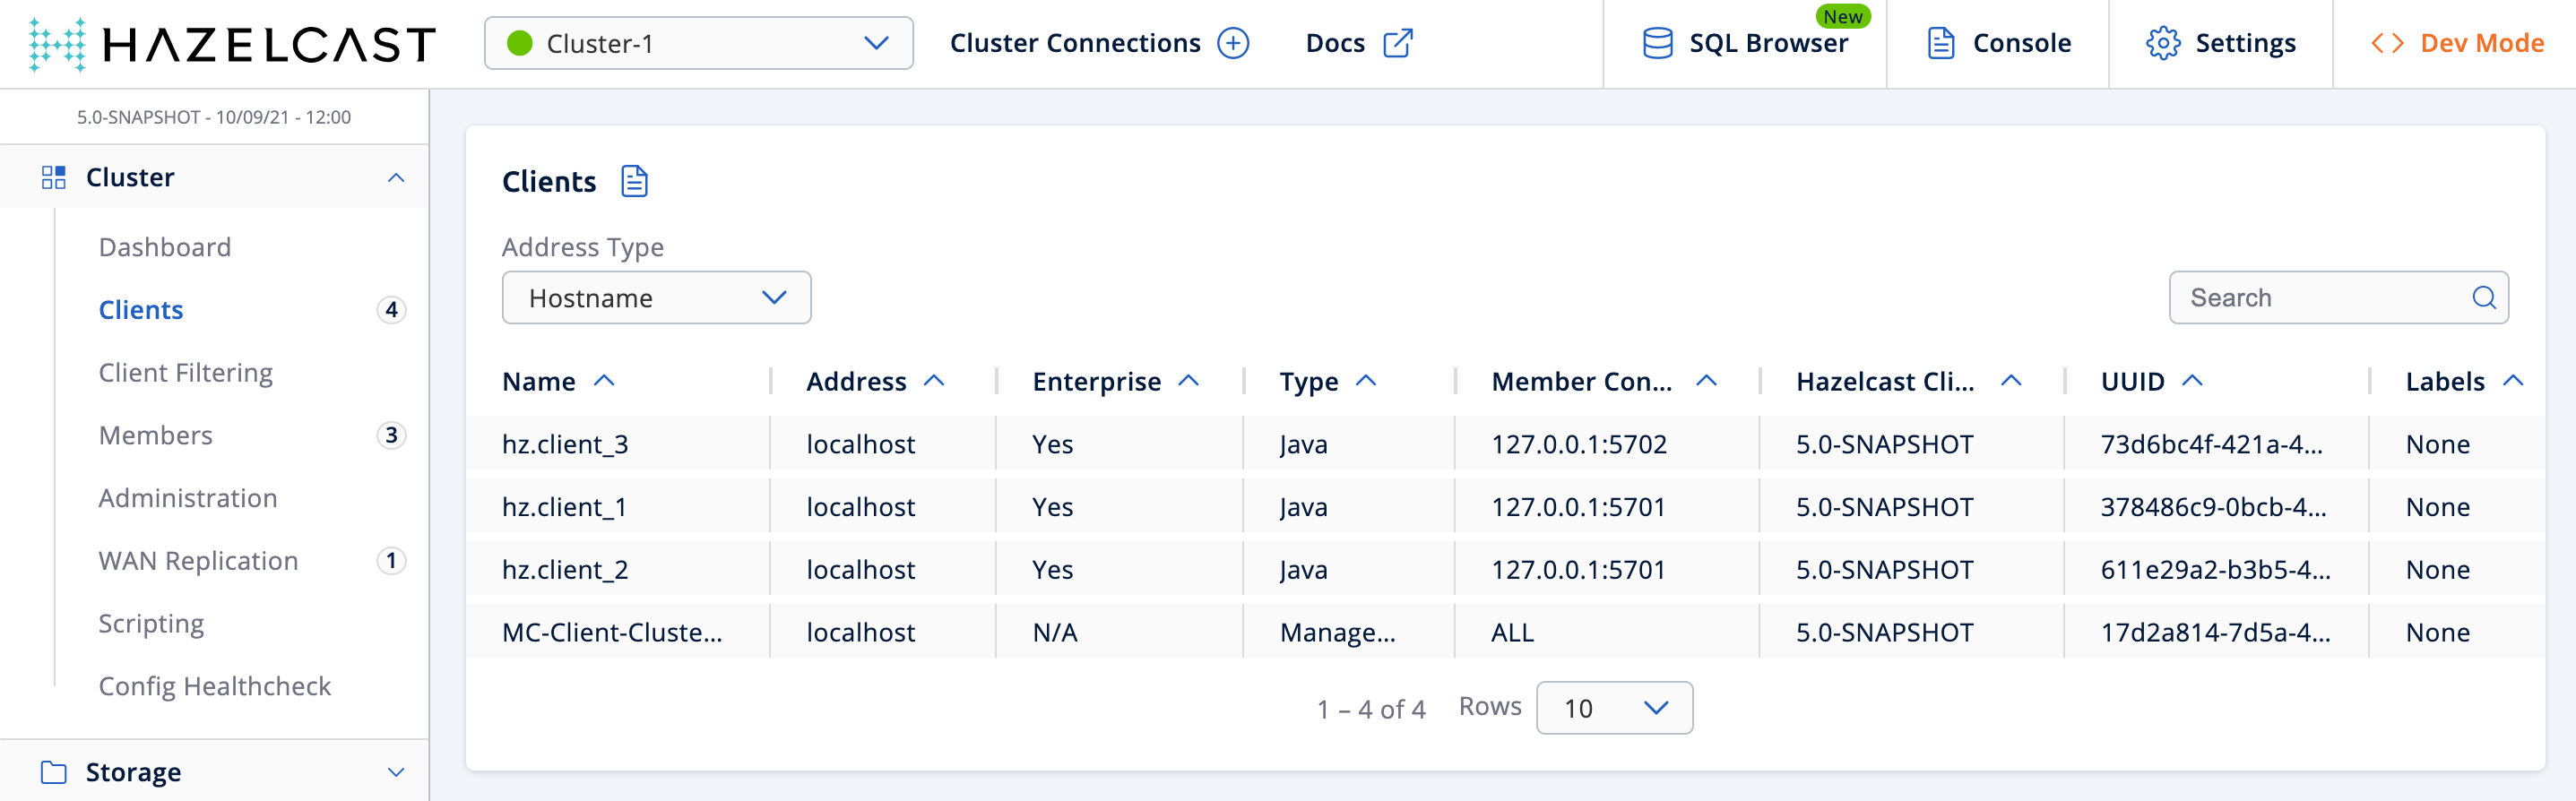 HAZELCAST
Cluster-1
Cluster Connections
Docs
SQL Browser
New
Console
Settings
Dev Mode
5.0-SNAPSHOT - 10/09/21 - 12:00
Cluster
Dashboard
Clients 4
Client Filtering
Members 3
Administration
WAN Replication 1
Scripting
Config Healthcheck
Storage
Clients
Address Type
Hostname
Search
Name Address Enterprise Type Member Con... Hazelcast Cli... UUID Labels
hz.client_3 localhost Yes Java 127.0.0.1:5702 5.0-SNAPSHOT 73d6bc4f-421a-4... None
hz.client_1 localhost Yes Java 127.0.0.1:5701 5.0-SNAPSHOT 378486c9-0bcb-4... None
hz.client_2 localhost Yes Java 127.0.0.1:5701 5.0-SNAPSHOT 611e29a2-b3b5-4... None
MC-Client-Cluste... localhost N/A Manage... ALL 5.0-SNAPSHOT 17d2a814-7d5a-4... None
1 – 4 of 4 Rows 10